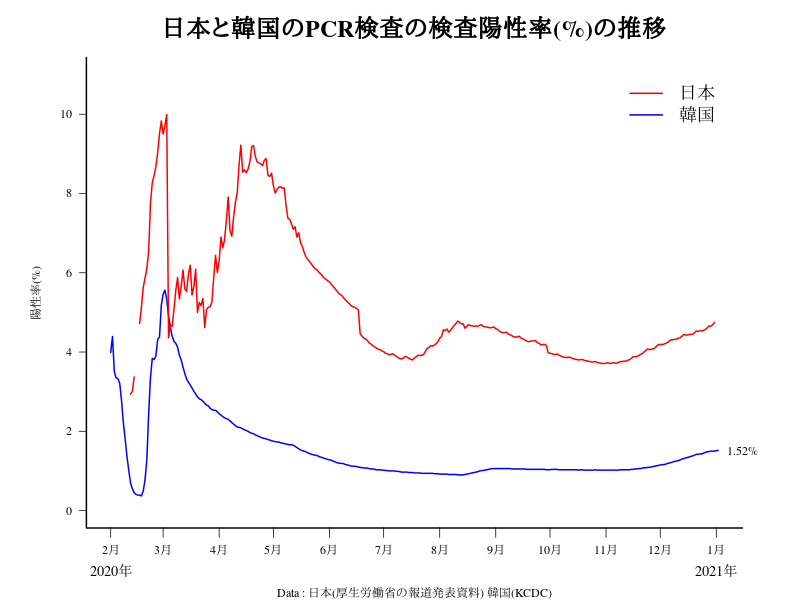 日本と韓国のPCR検査の検査陽性率(%)の推移
日本
韓国
陽性率(%)
10
8
6
4
2
0
1.52%
2月 3月 4月 5月 6月 7月 8月 9月 10月 11月 12月 1月
2020年 2021年
Data : 日本(厚生労働省の報道発表資料) 韓国(KCDC)